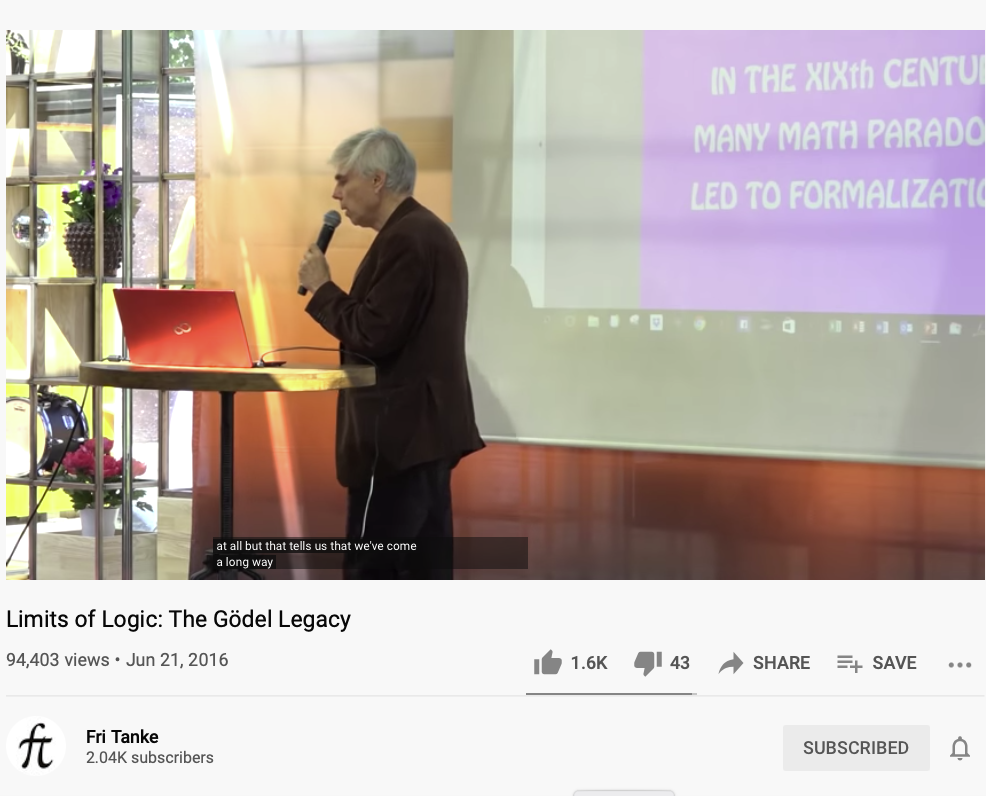 IN THE XIXth CENTU
MANY MATH PARADO
LED TO FORMALIZATIO
at all but that tells us that we've come
a long way
Limits of Logic: The Gödel Legacy
94,403 views • Jun 21, 2016
1.6K
43
SHARE
SAVE
ft
Fri Tanke
2.04K subscribers
SUBSCRIBED